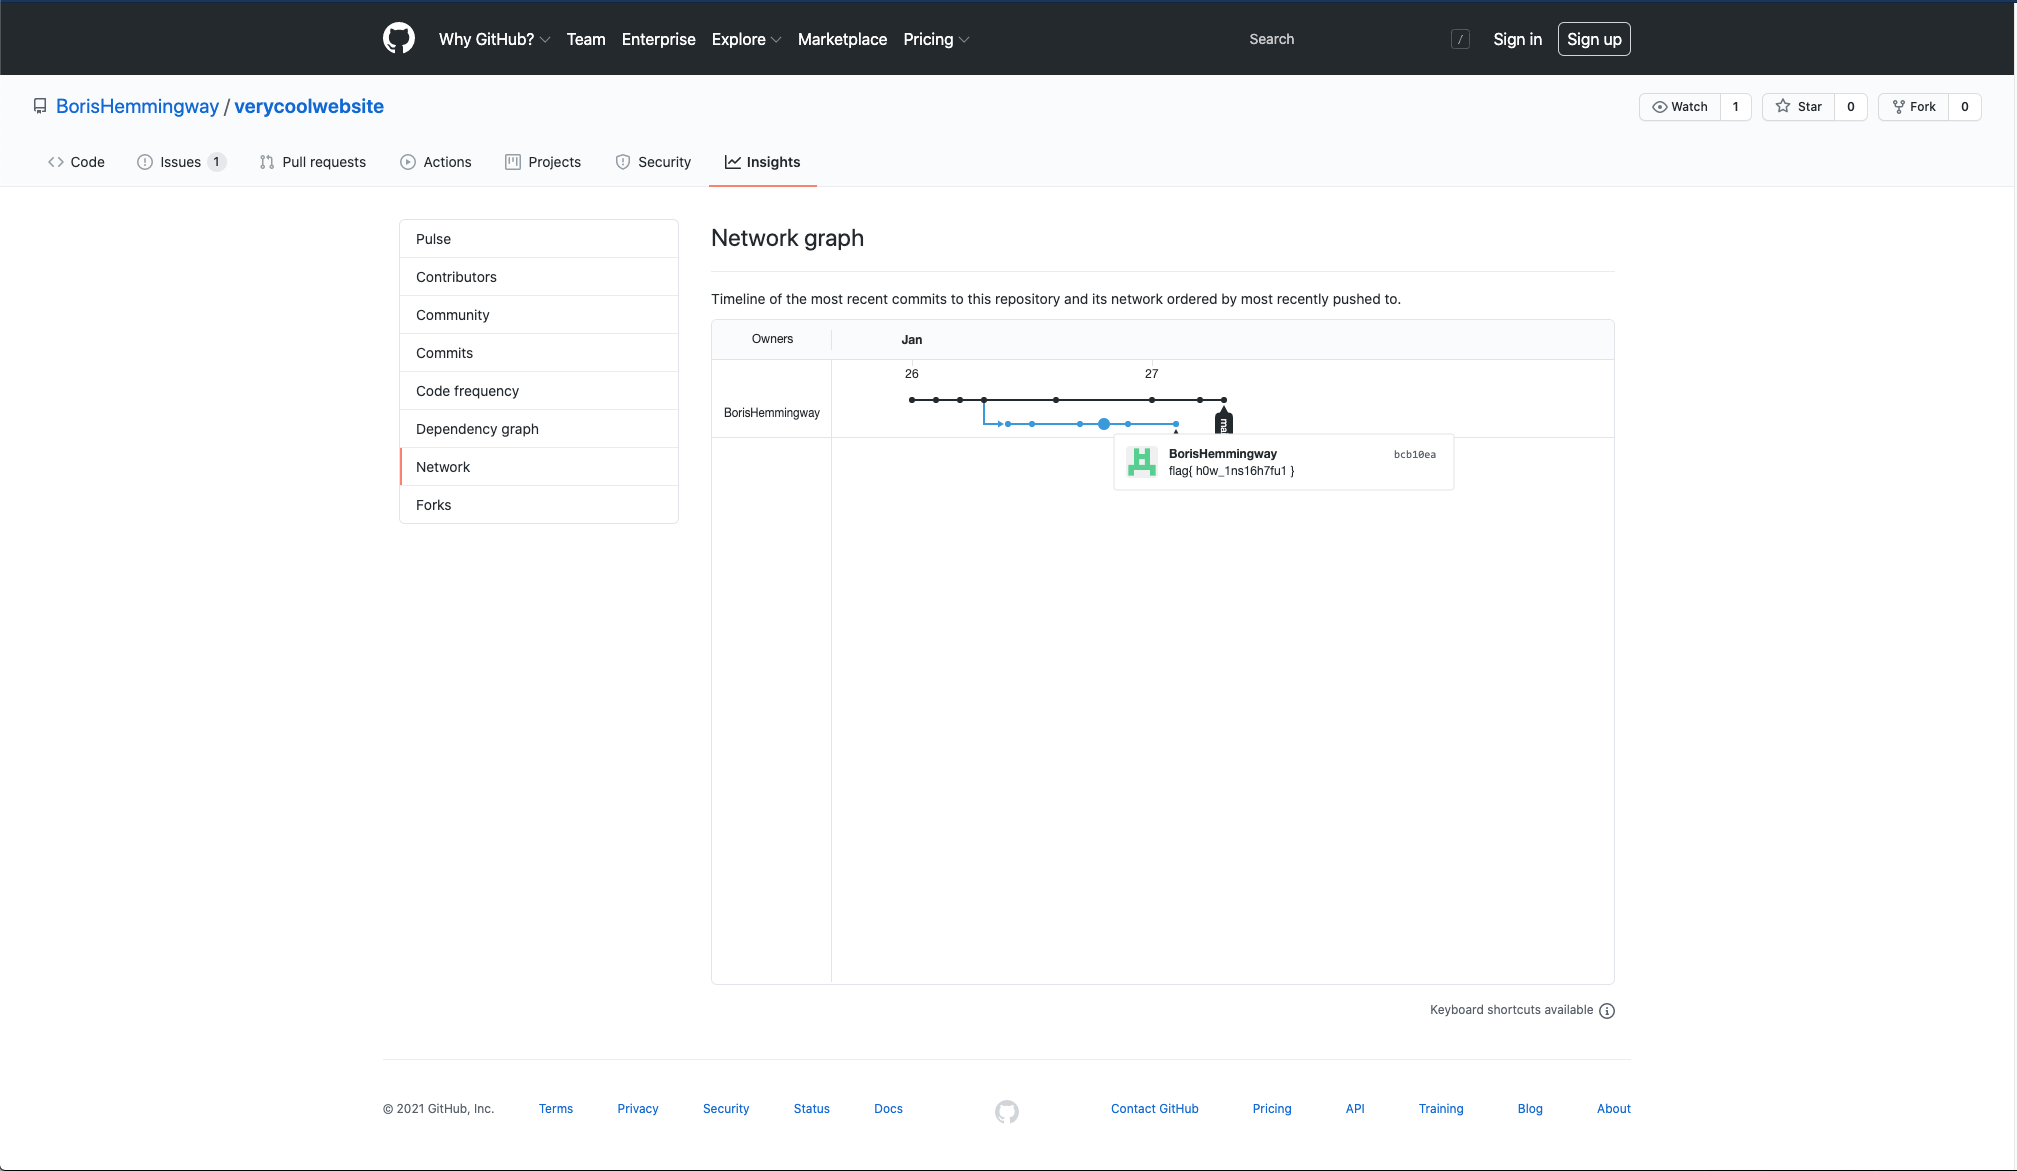 Why GitHub? Team Enterprise Explore Marketplace Pricing Search / Sign in Sign up
BorisHemmingway / verycoolwebsite Watch 1 Star 0 Fork 0
Code Issues 1 Pull requests Actions Projects Security Insights
Pulse
Contributors
Community
Commits
Code frequency
Dependency graph
Network
Forks
Network graph
Timeline of the most recent commits to this repository and its network ordered by most recently pushed to.
Owners Jan
26 27
BorisHemmingway
ma
BorisHemmingway bcb10ea
flag{ h0w_1ns16h7fu1 }
Keyboard shortcuts available
© 2021 GitHub, Inc. Terms Privacy Security Status Docs Contact GitHub Pricing API Training Blog About